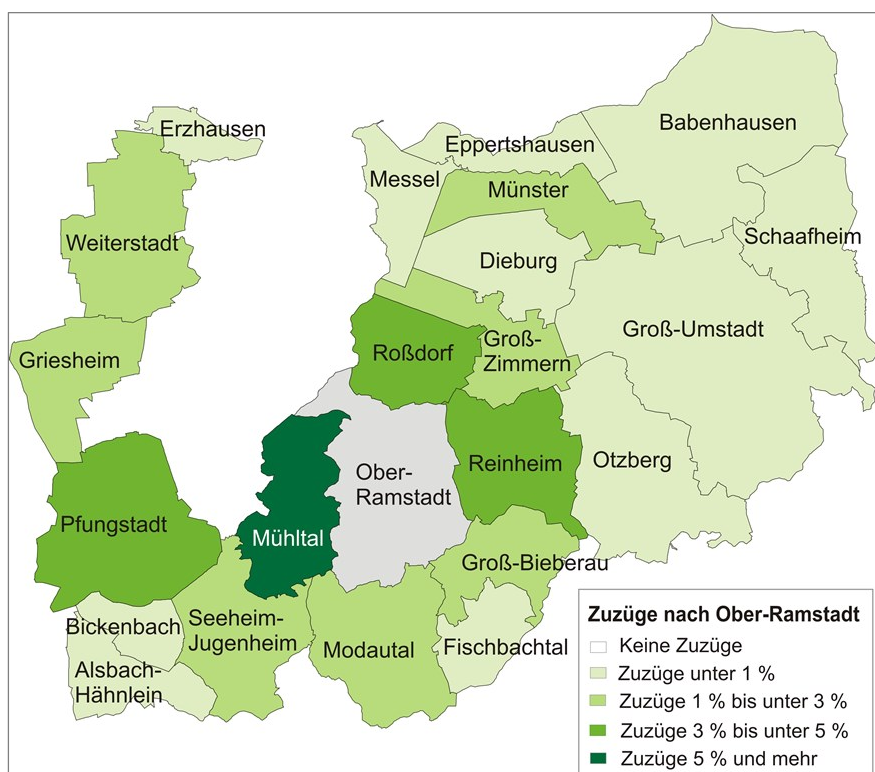 Erzhausen
Babenhausen
Eppertshausen
Messel
Münster
Weiterstadt
Schaafheim
Dieburg
Groß-Umstadt
Griesheim
Roßdorf
Groß-
Zimmern
Ober-
Ramstadt
Reinheim
Otzberg
Pfungstadt
Mühltal
Groß-Bieberau
Bickenbach
Seeheim-
Jugenheim
Modautal
Fischbachtal
Alsbach-
Hähnlein
Zuzüge nach Ober-Ramstadt
Keine Zuzüge
Zuzüge unter 1 %
Zuzüge 1 % bis unter 3 %
Zuzüge 3 % bis unter 5 %
Zuzüge 5 % und mehr